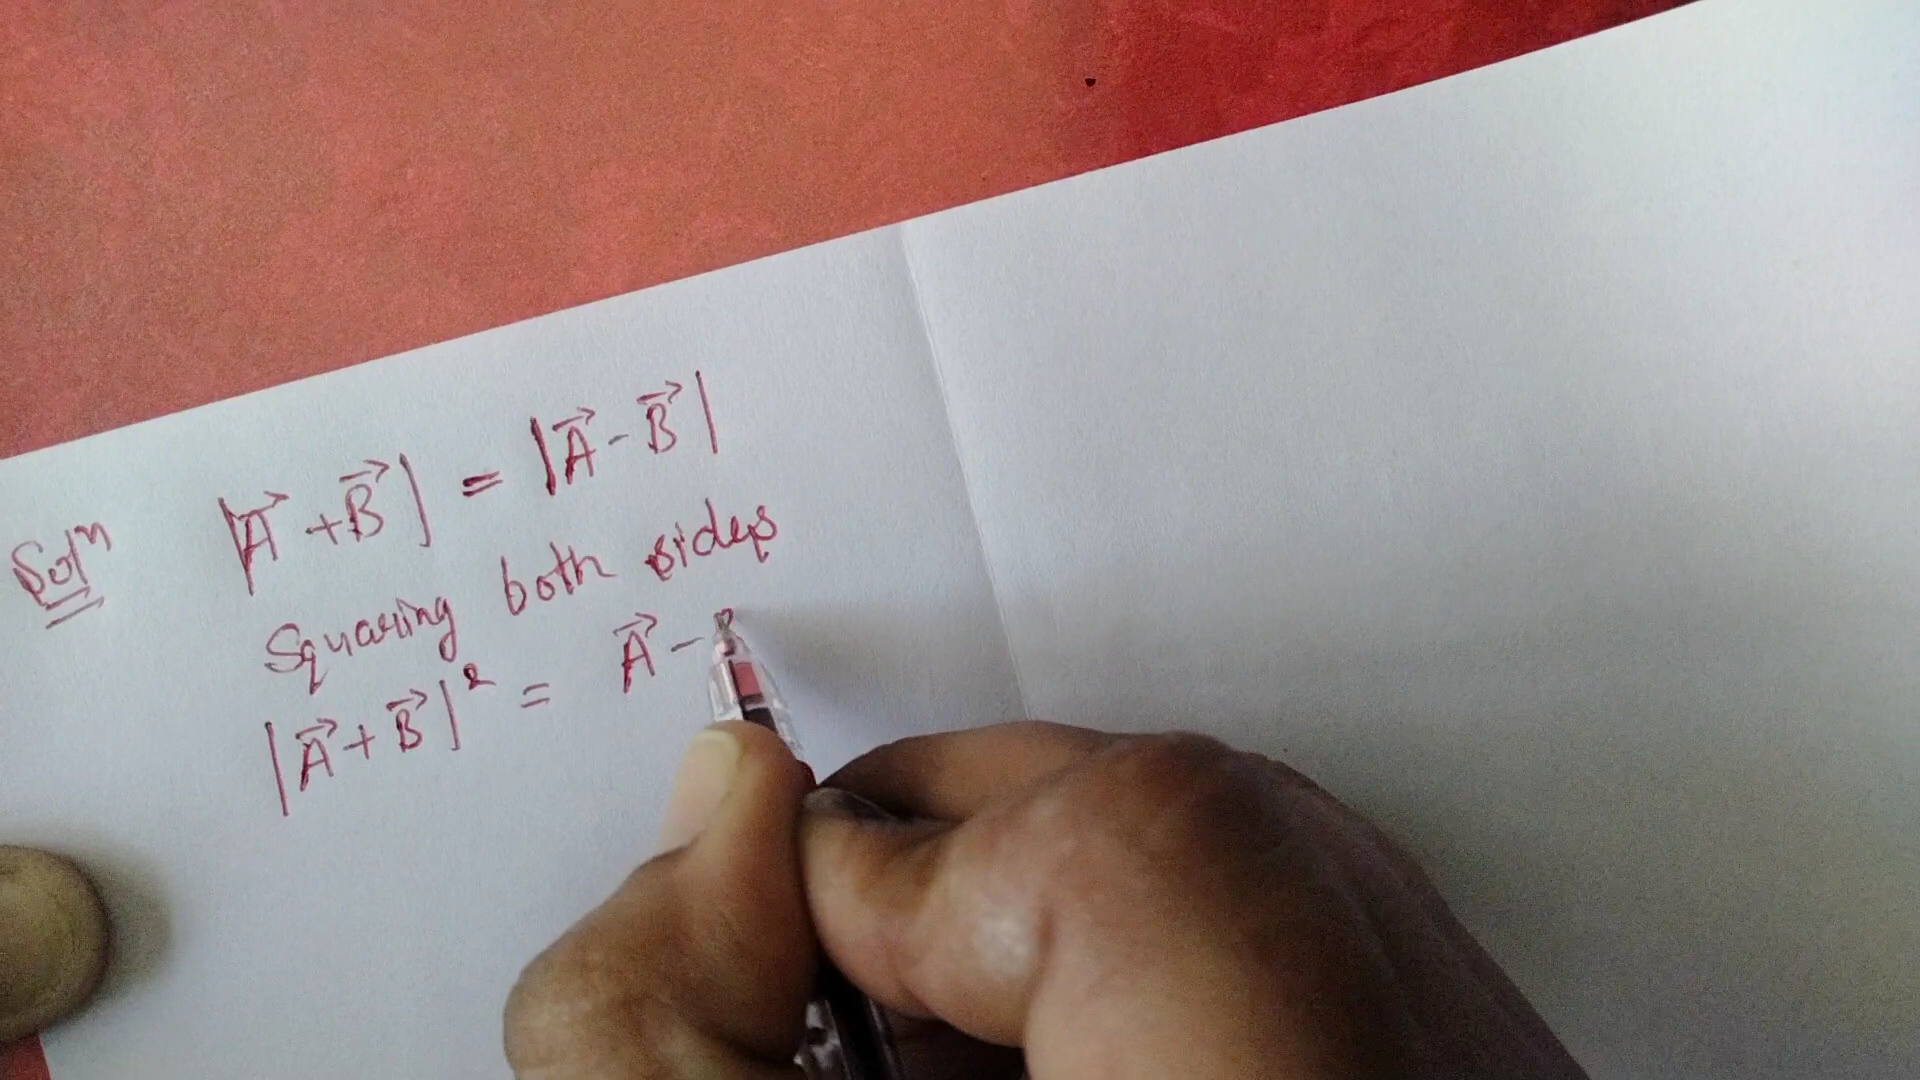 Solⁿ |A⃗ + B⃗| = |A⃗ - B⃗|
Squaring both sides
|A⃗ + B⃗|² = A⃗ -